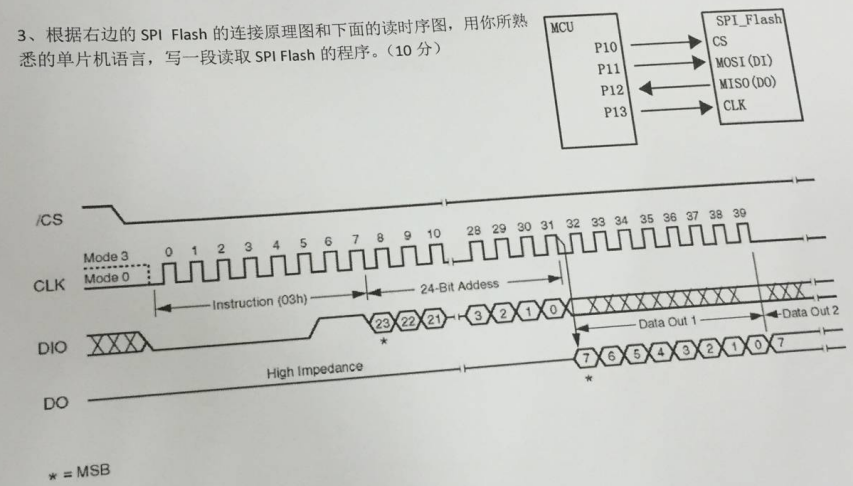 3、根据右边的 SPI Flash 的连接原理图和下面的读时序图，用你所熟
悉的单片机语言，写一段读取 SPI Flash 的程序。（10 分）
MCU
P10
P11
P12
P13
SPI_Flash
CS
MOSI(DI)
MISO(DO)
CLK
/CS
Mode 3
Mode 0
CLK
0 1 2 3 4 5 6 7 8 9 10 28 29 30 31 32 33 34 35 36 37 38 39
Instruction (03h)
24-Bit Addess
DIO
23 22 21 3 2 1 0
*
Data Out 1
Data Out 2
High Impedance
DO
7 6 5 4 3 2 1 0 7
*
* = MSB